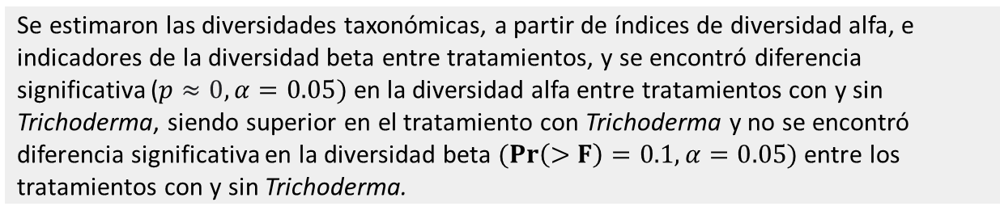 Se estimaron las diversidades taxonómicas, a partir de índices de diversidad alfa, e
indicadores de la diversidad beta entre tratamientos, y se encontró diferencia
significativa (p ≈ 0, α = 0.05) en la diversidad alfa entre tratamientos con y sin
Trichoderma, siendo superior en el tratamiento con Trichoderma y no se encontró
diferencia significativa en la diversidad beta (Pr(> F) = 0.1, α = 0.05) entre los
tratamientos con y sin Trichoderma.